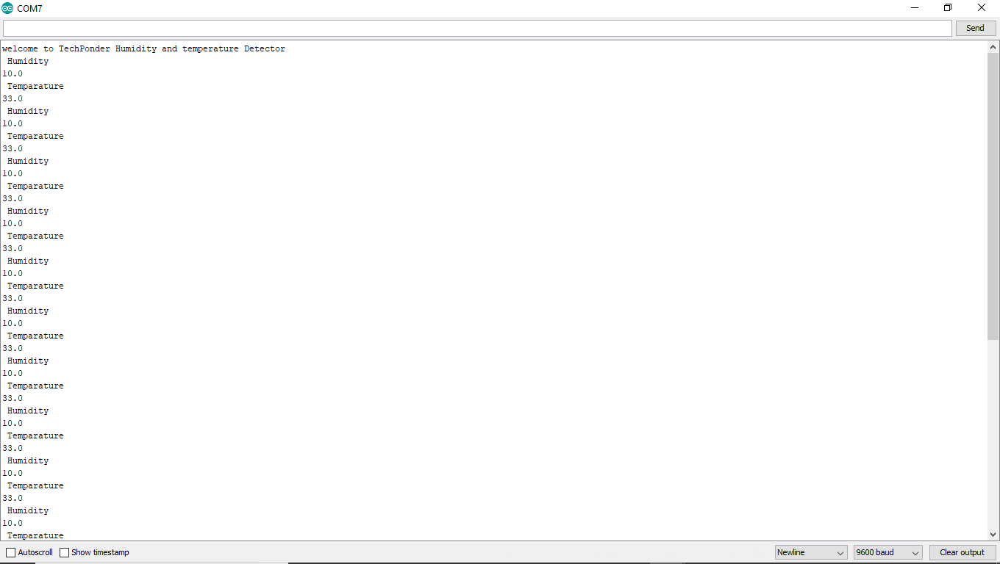 COM7
Send
welcome to TechPonder Humidity and temperature Detector
Humidity
10.0
Temparature
33.0
Humidity
10.0
Temparature
33.0
Humidity
10.0
Temparature
33.0
Humidity
10.0
Temparature
33.0
Humidity
10.0
Temparature
33.0
Humidity
10.0
Temparature
33.0
Humidity
10.0
Temparature
33.0
Humidity
10.0
Temparature
33.0
Humidity
10.0
Temparature
33.0
Humidity
10.0
Temparature
Autoscroll Show timestamp Newline 9600 baud Clear output